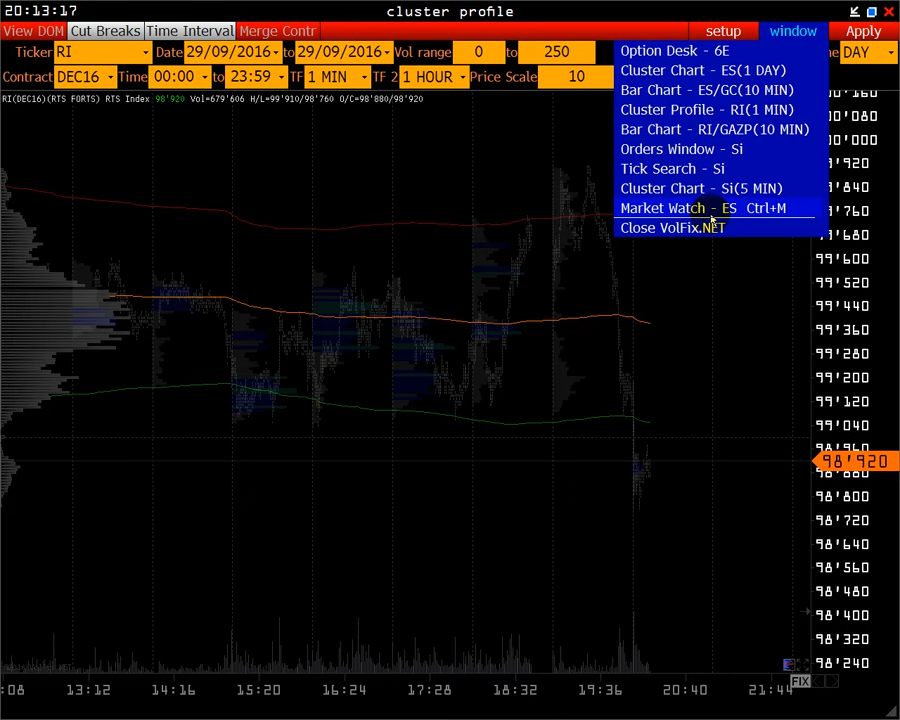 20:13:17 cluster profile
View DOM Cut Breaks Time Interval Merge Contr setup window Apply
Ticker RI Date 29/09/2016 to 29/09/2016 Vol range 0 to 250 DAY
Contract DEC16 Time 00:00 to 23:59 TF 1 MIN TF 2 1 HOUR Price Scale 10
RI(DEC16)(RTS FORTS) RTS Index 98'920 Vol=679'606 H/L=99'910/98'760 O/C=98'880/98'920
Option Desk - 6E
Cluster Chart - ES(1 DAY)
Bar Chart - ES/GC(10 MIN)
Cluster Profile - RI(1 MIN)
Bar Chart - RI/GAZP(10 MIN)
Orders Window - Si
Tick Search - Si
Cluster Chart - Si(5 MIN)
Market Watch - ES Ctrl+M
Close VolFix.NET
99'920
99'840
99'760
99'680
99'600
99'520
99'440
99'360
99'280
99'200
99'120
99'040
98'920
98'800
98'720
98'640
98'560
98'480
98'400
98'320
98'240
FIX
:08 13:12 14:16 15:20 16:24 17:28 18:32 19:36 20:40 21:44